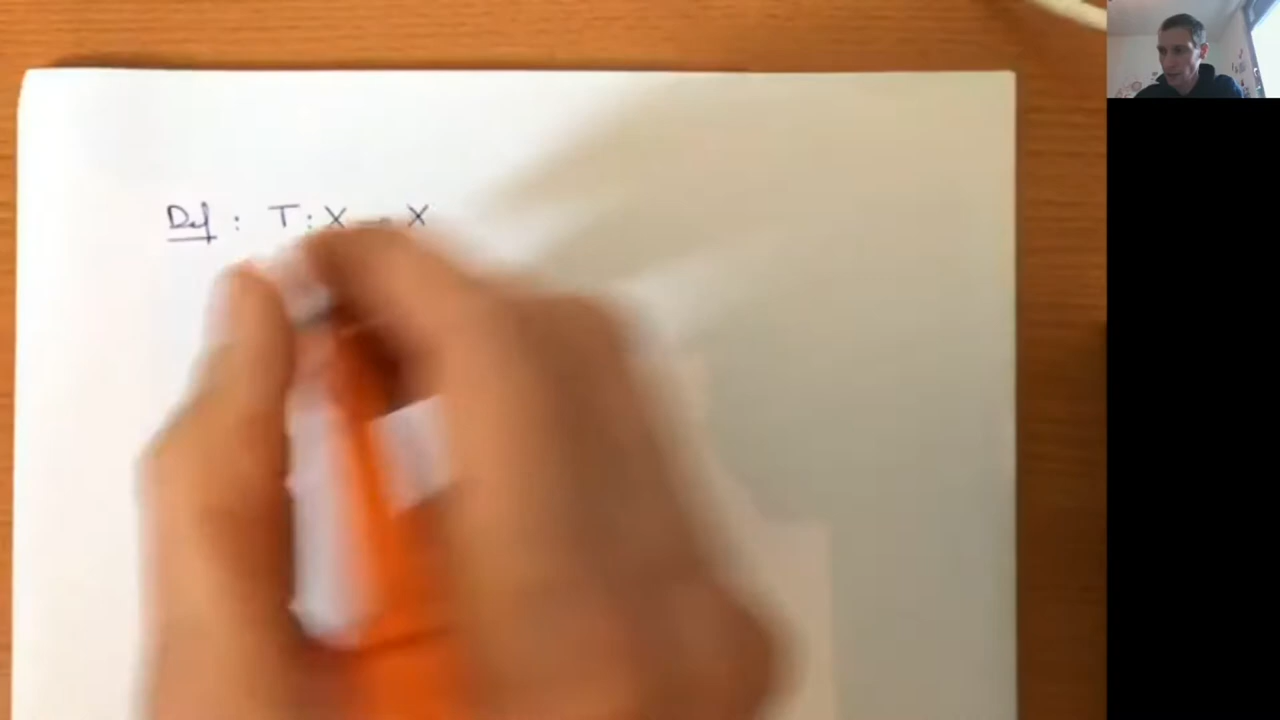 Def : T : X → X